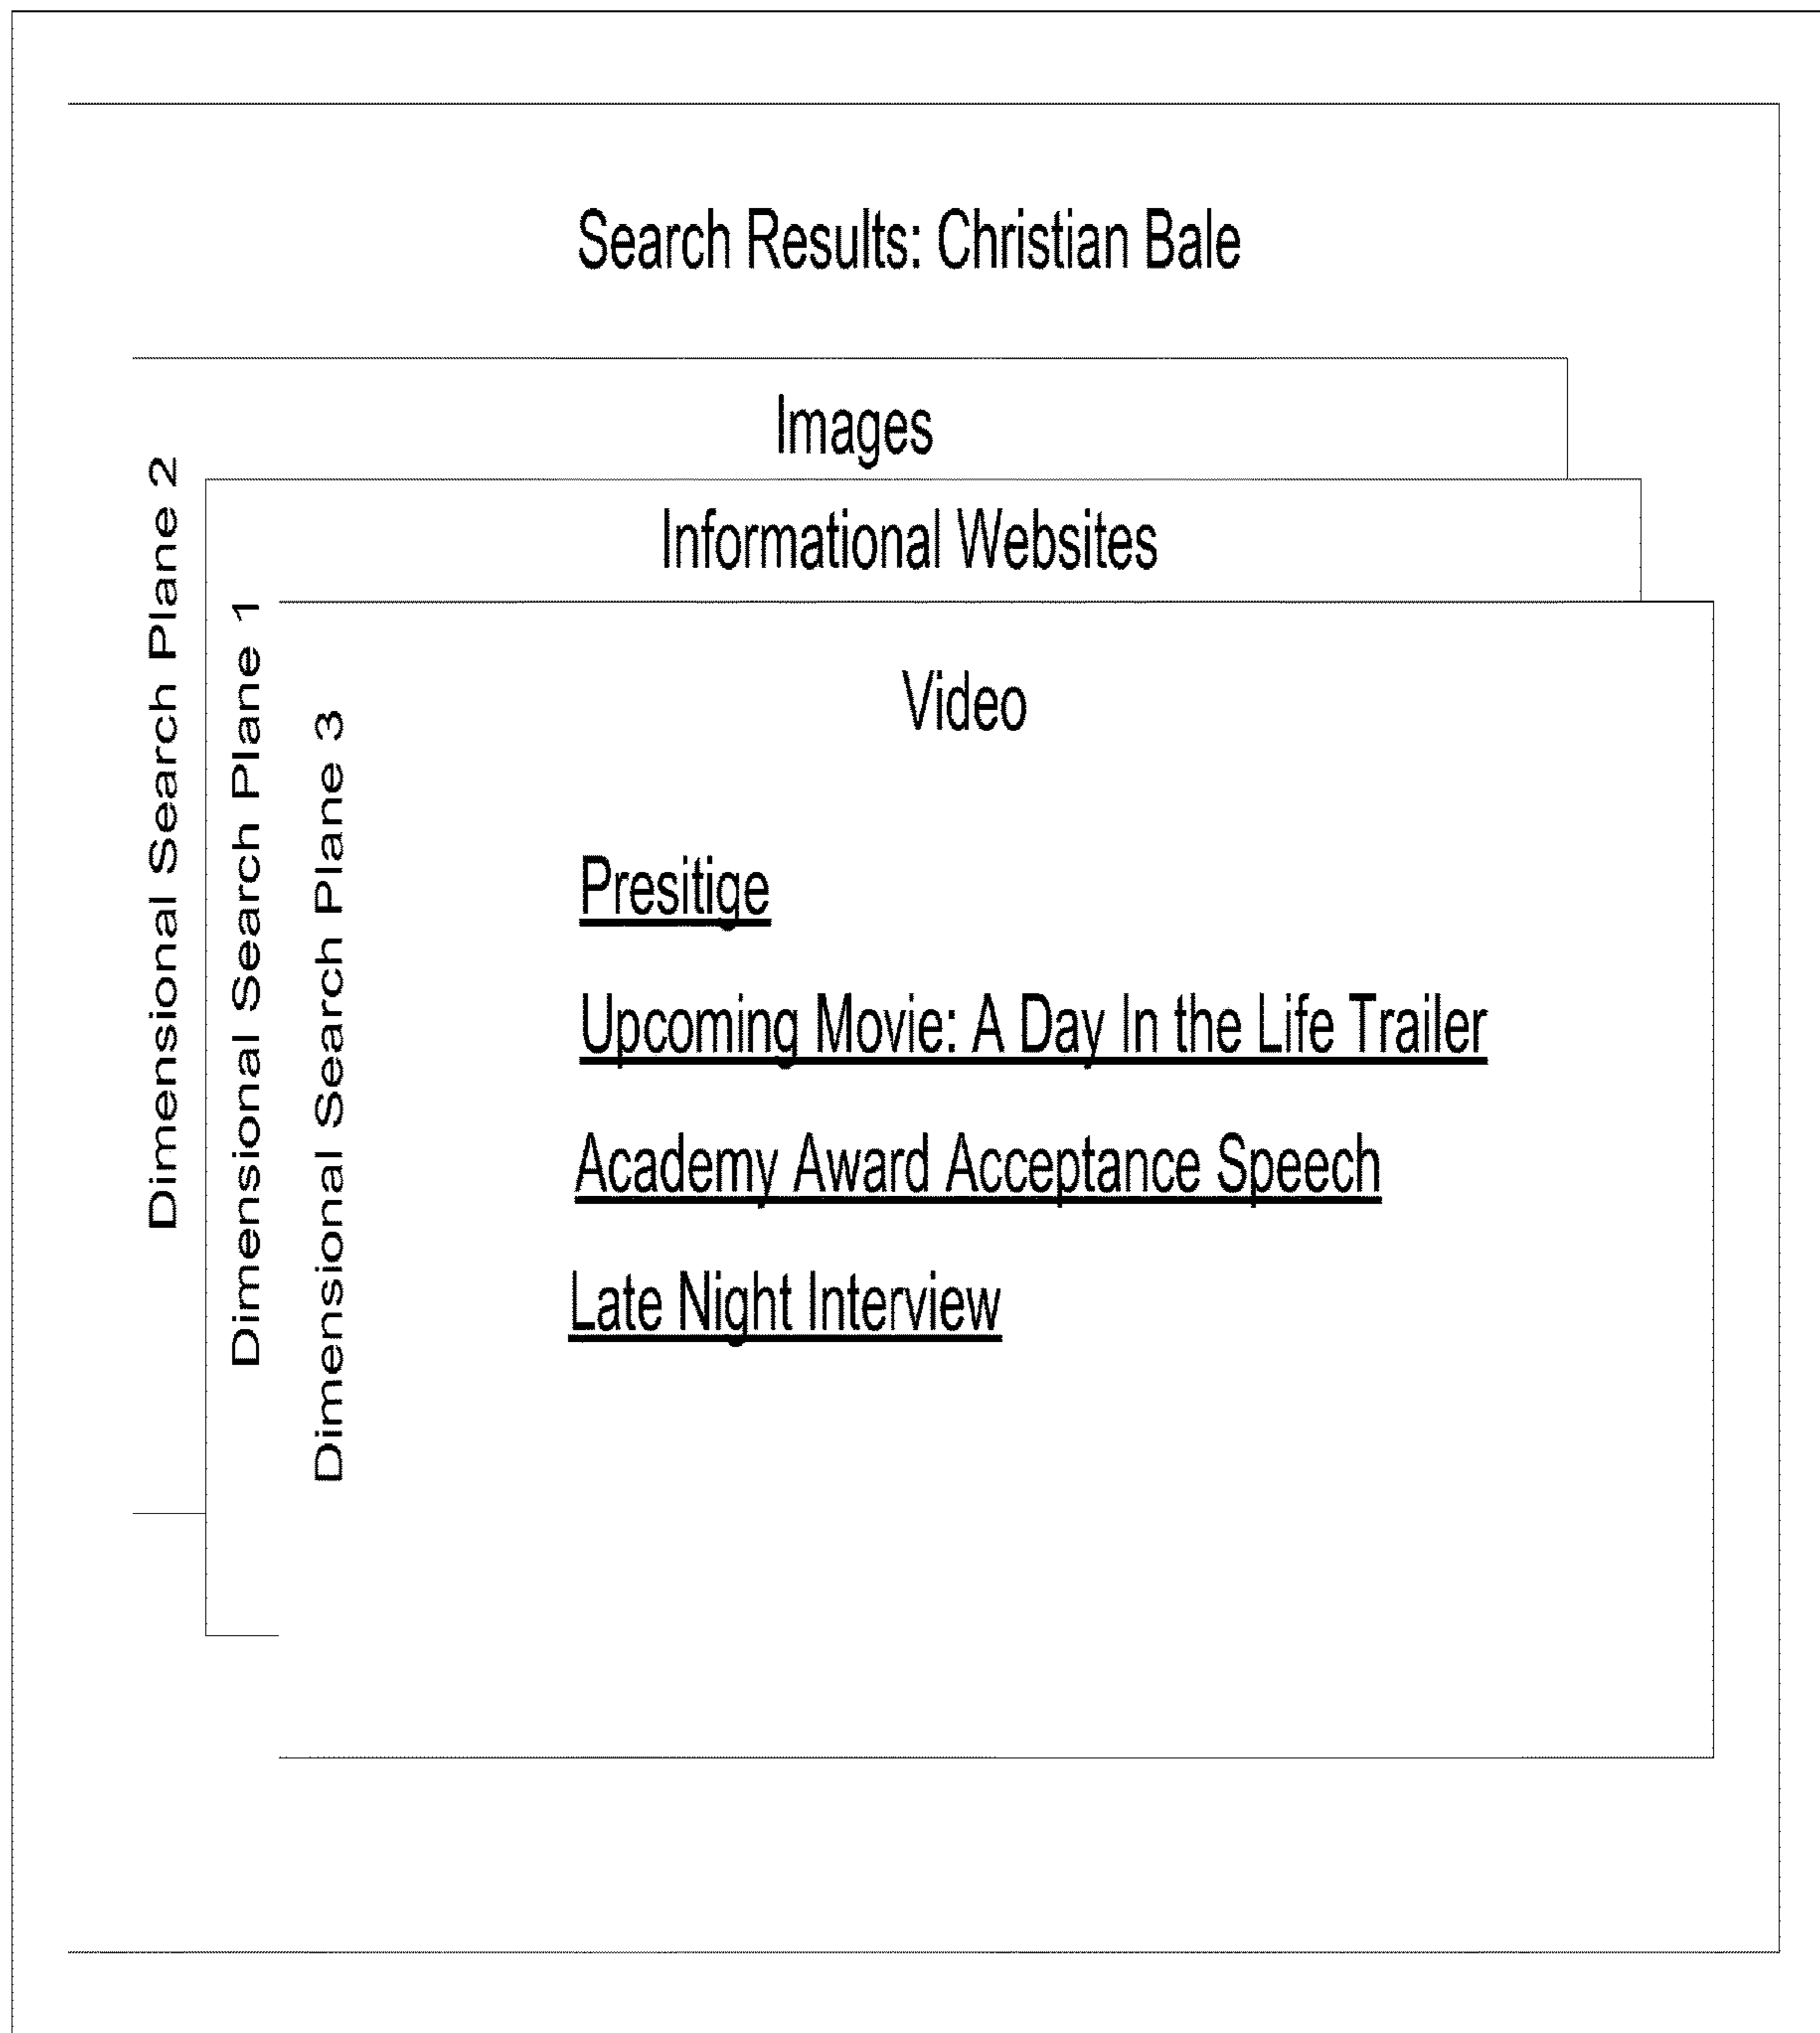 Search Results: Christian Bale
Images
Dimensional Search Plane 2
Informational Websites
Dimensional Search Plane 1
Video
Dimensional Search Plane 3
Presitige
Upcoming Movie: A Day In the Life Trailer
Academy Award Acceptance Speech
Late Night Interview